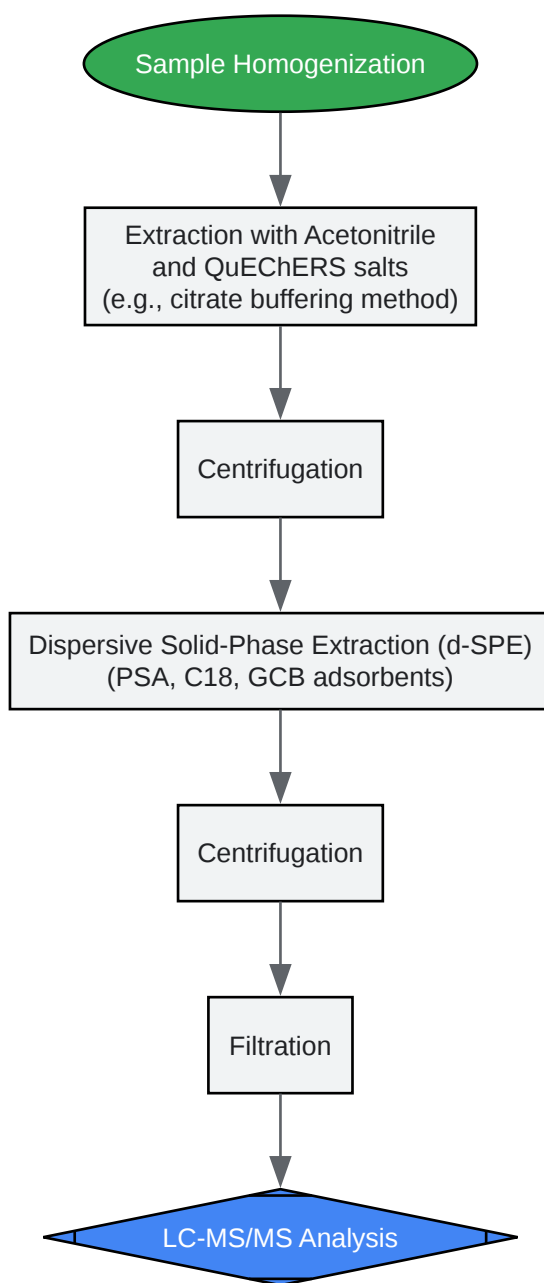 Sample Homogenization
Extraction with Acetonitrile
and QuEChERS salts
(e.g., citrate buffering method)
Centrifugation
Dispersive Solid-Phase Extraction (d-SPE)
(PSA, C18, GCB adsorbents)
Centrifugation
Filtration
LC-MS/MS Analysis